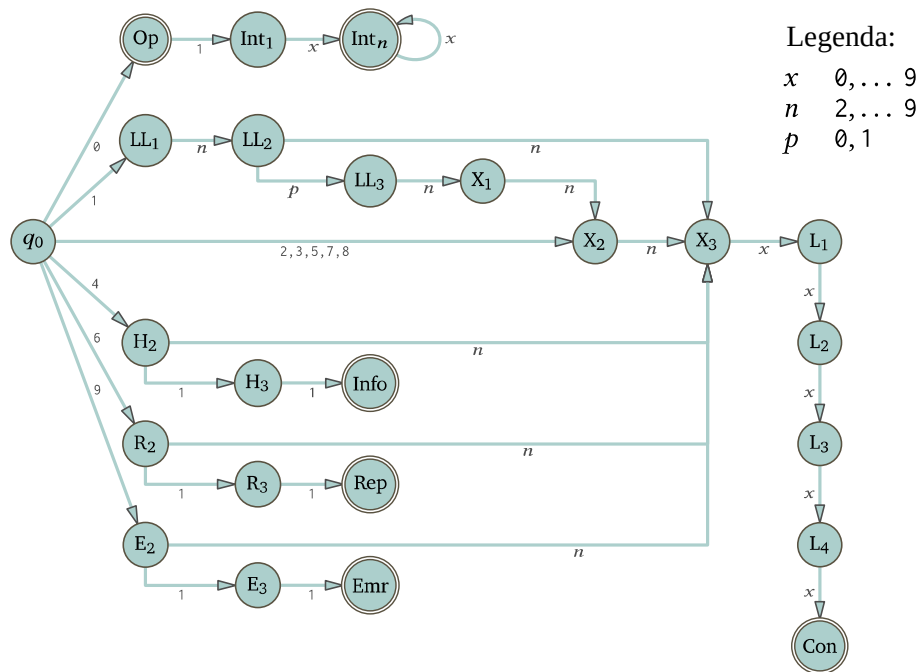 Op 1 Int1 x Intn x
Legenda:
x 0,... 9
n 2,... 9
p 0,1
0
LL1 n LL2 n
p LL3 n X1 n
1
q0 2,3,5,7,8 X2 n X3 x L1
4
x
H2 n L2
6
H3 Info
1 1
9
x
R2 n L3
R3 Rep
1 1
x
E2 n L4
E3 Emr
1 1
x
Con